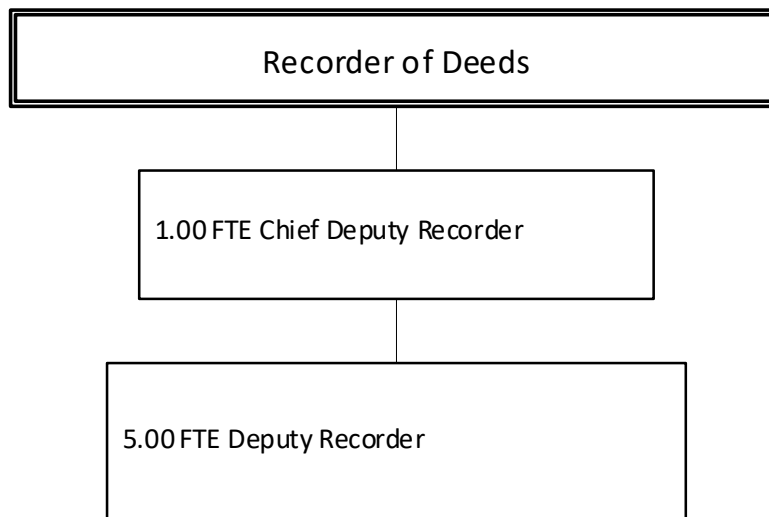 Recorder of Deeds
1.00 FTE Chief Deputy Recorder
5.00 FTE Deputy Recorder